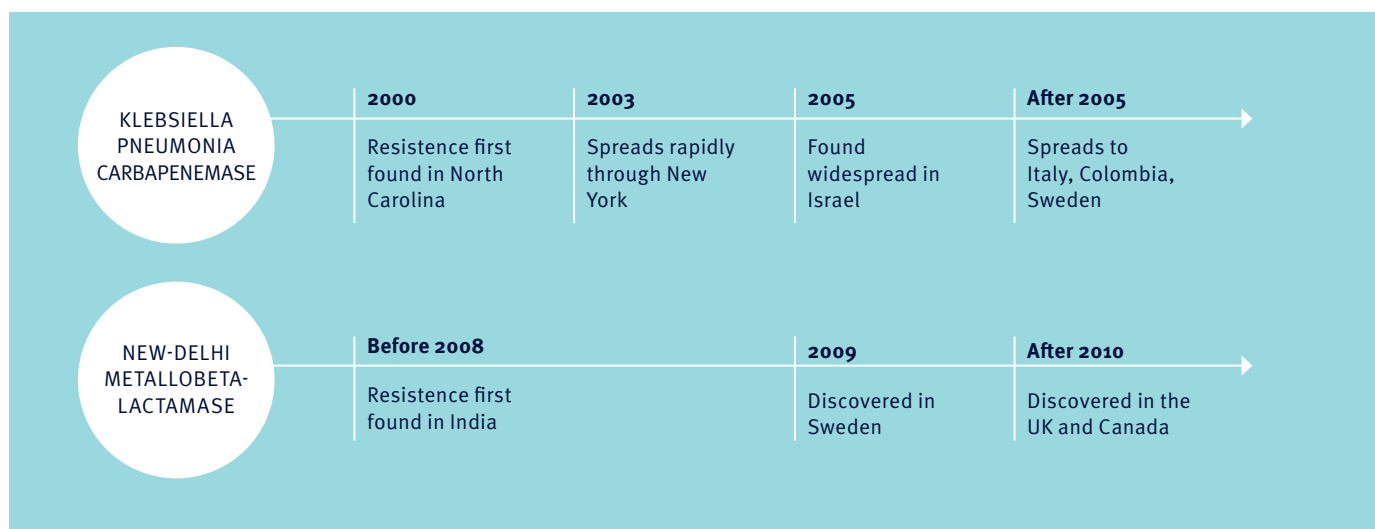 KLEBSIELLA
PNEUMONIA
CARBAPENEMASE
2000
Resistence first
found in North
Carolina
2003
Spreads rapidly
through New
York
2005
Found
widespread in
Israel
After 2005
Spreads to
Italy, Colombia,
Sweden
NEW-DELHI
METALLOBETA-
LACTAMASE
Before 2008
Resistence first
found in India
2009
Discovered in
Sweden
After 2010
Discovered in the
UK and Canada